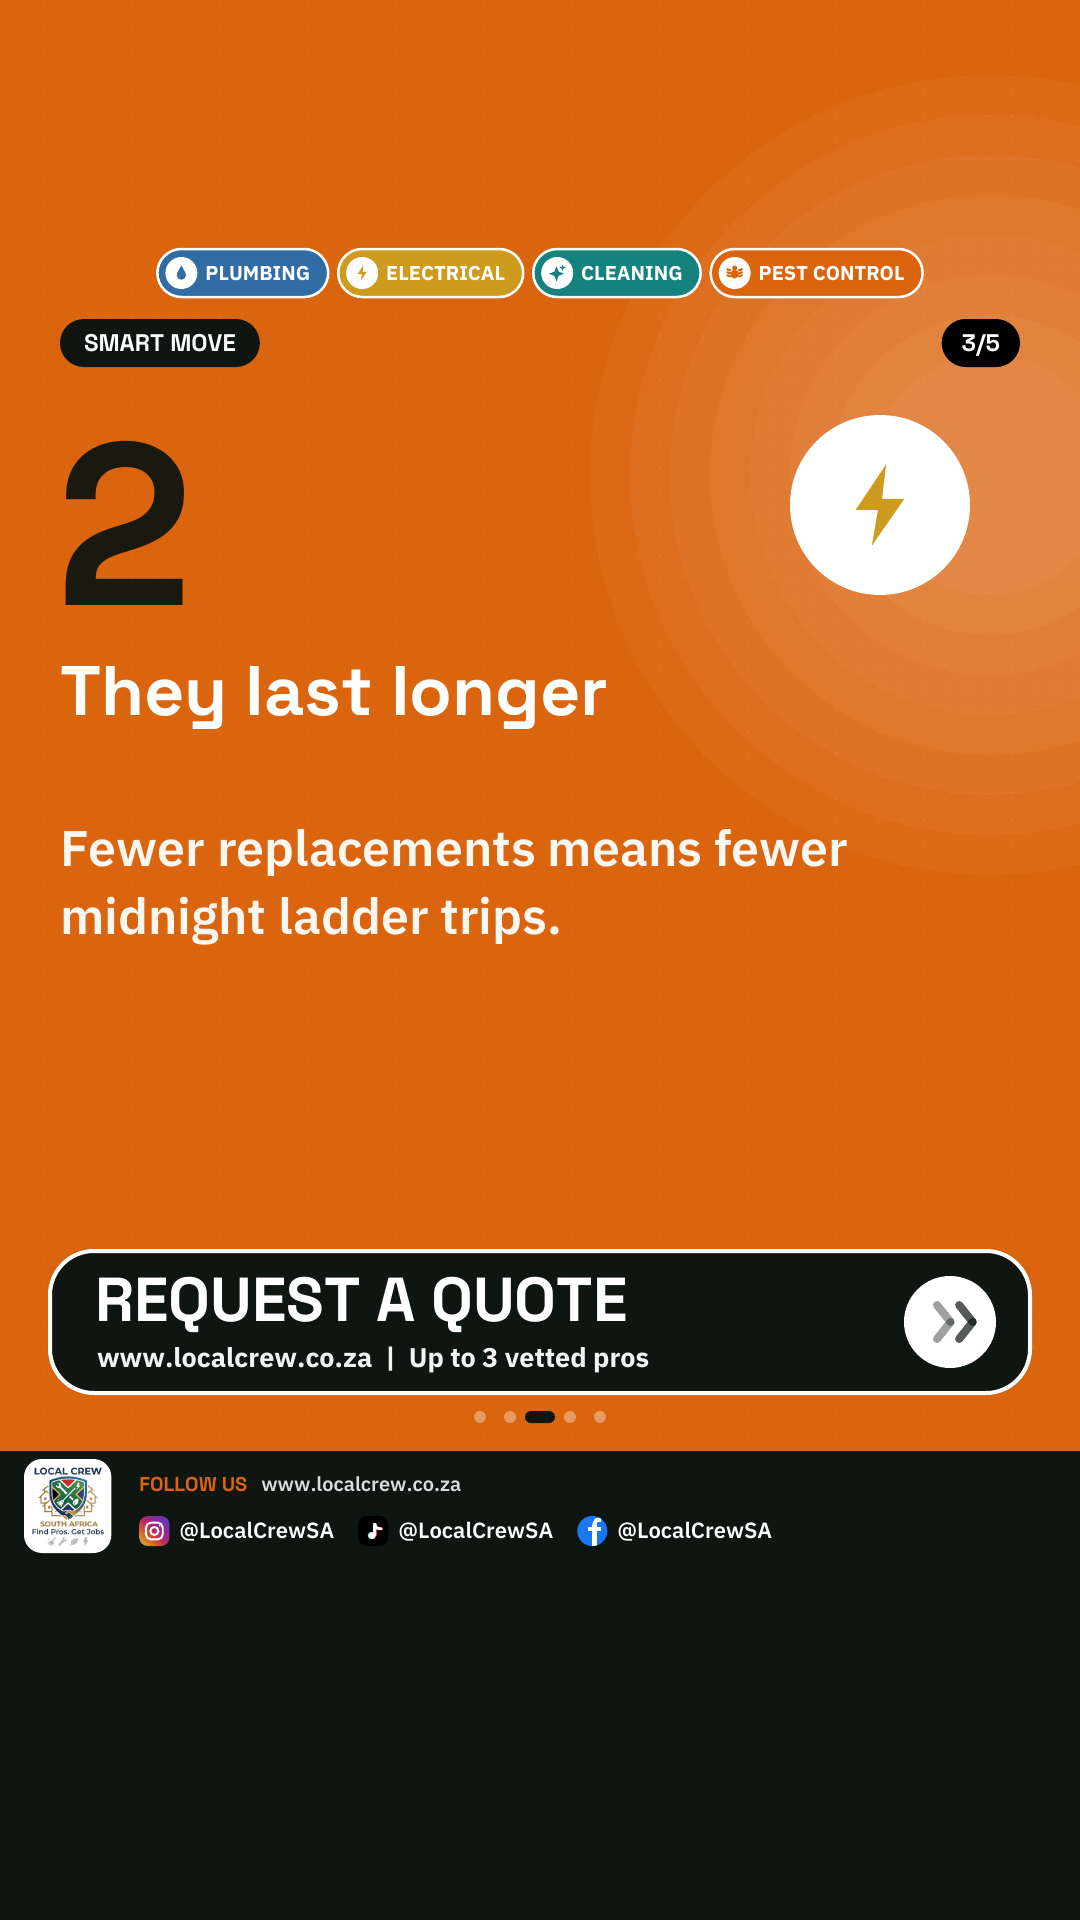 PLUMBING
ELECTRICAL
CLEANING
PEST CONTROL
SMART MOVE
3/5
2
They last longer
Fewer replacements means fewer
midnight ladder trips.
REQUEST A QUOTE
www.localcrew.co.za | Up to 3 vetted pros
LOCAL CREW
SOUTH AFRICA
Find Pros. Get Jobs
FOLLOW US www.localcrew.co.za
@LocalCrewSA @LocalCrewSA @LocalCrewSA